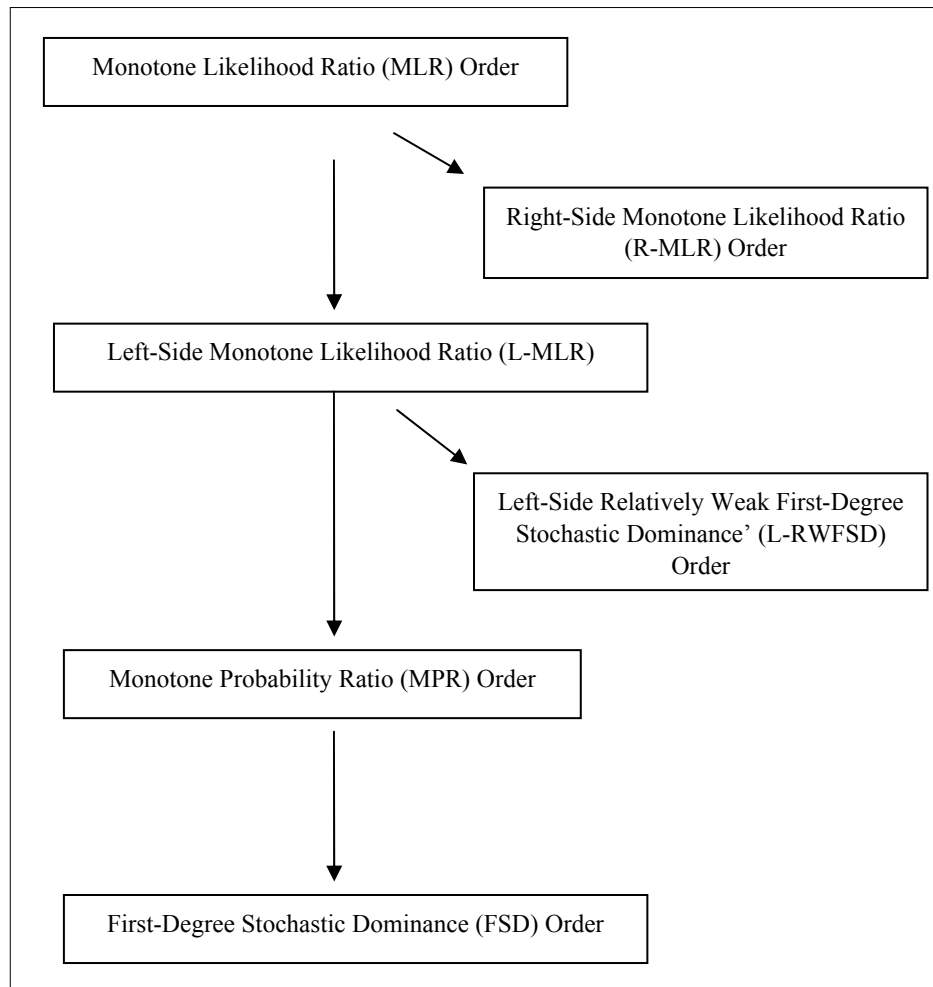 Monotone Likelihood Ratio (MLR) Order
Right-Side Monotone Likelihood Ratio
(R-MLR) Order
Left-Side Monotone Likelihood Ratio (L-MLR)
Left-Side Relatively Weak First-Degree
Stochastic Dominance’ (L-RWFSD)
Order
Monotone Probability Ratio (MPR) Order
First-Degree Stochastic Dominance (FSD) Order